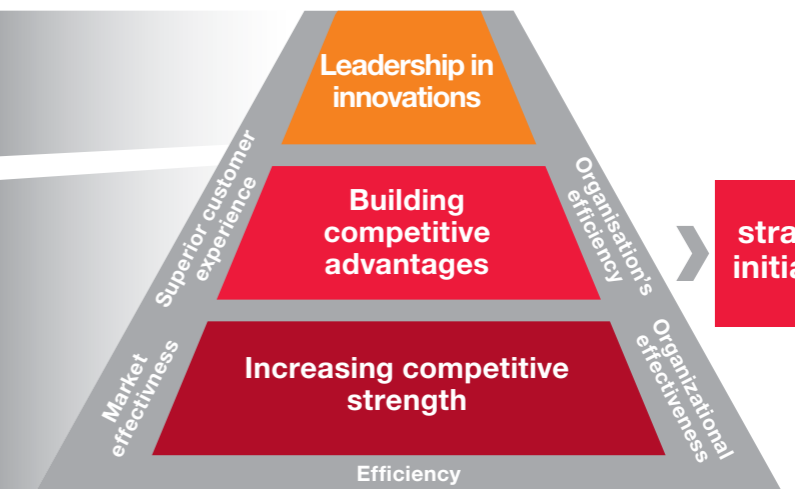 Leadership in
innovations
Superior customer
experience
Building
competitive
advantages
Organisation's
efficiency
Market
effectivness
Increasing competitive
strength
Organizational
effectiveness
Efficiency